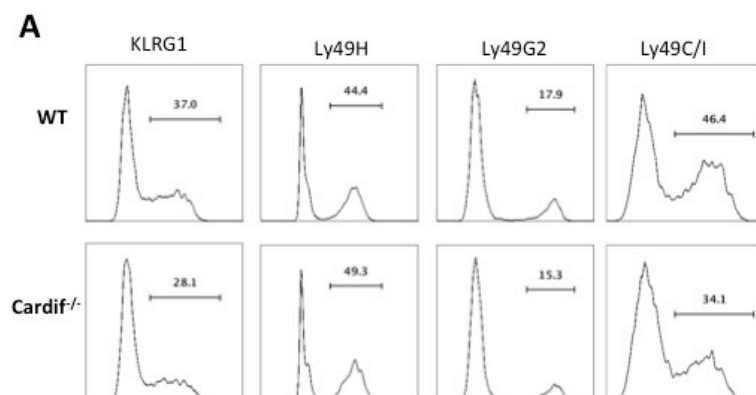 A
KLRG1 Ly49H Ly49G2 Ly49C/I
WT 37.0 44.4 17.9 46.4
Cardif-/- 28.1 49.3 15.3 34.1